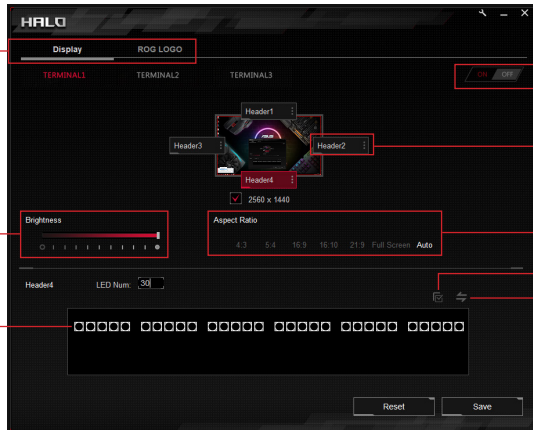 HALO
Display ROG LOGO
TERMINAL1 TERMINAL2 TERMINAL3
ON OFF
Header1
Header3 Header2
Header4
2560 x 1440
Brightness
Aspect Ratio
4:3 5:4 16:9 16:10 21:9 Full Screen Auto
Header4 LED Num: 30
Reset Save